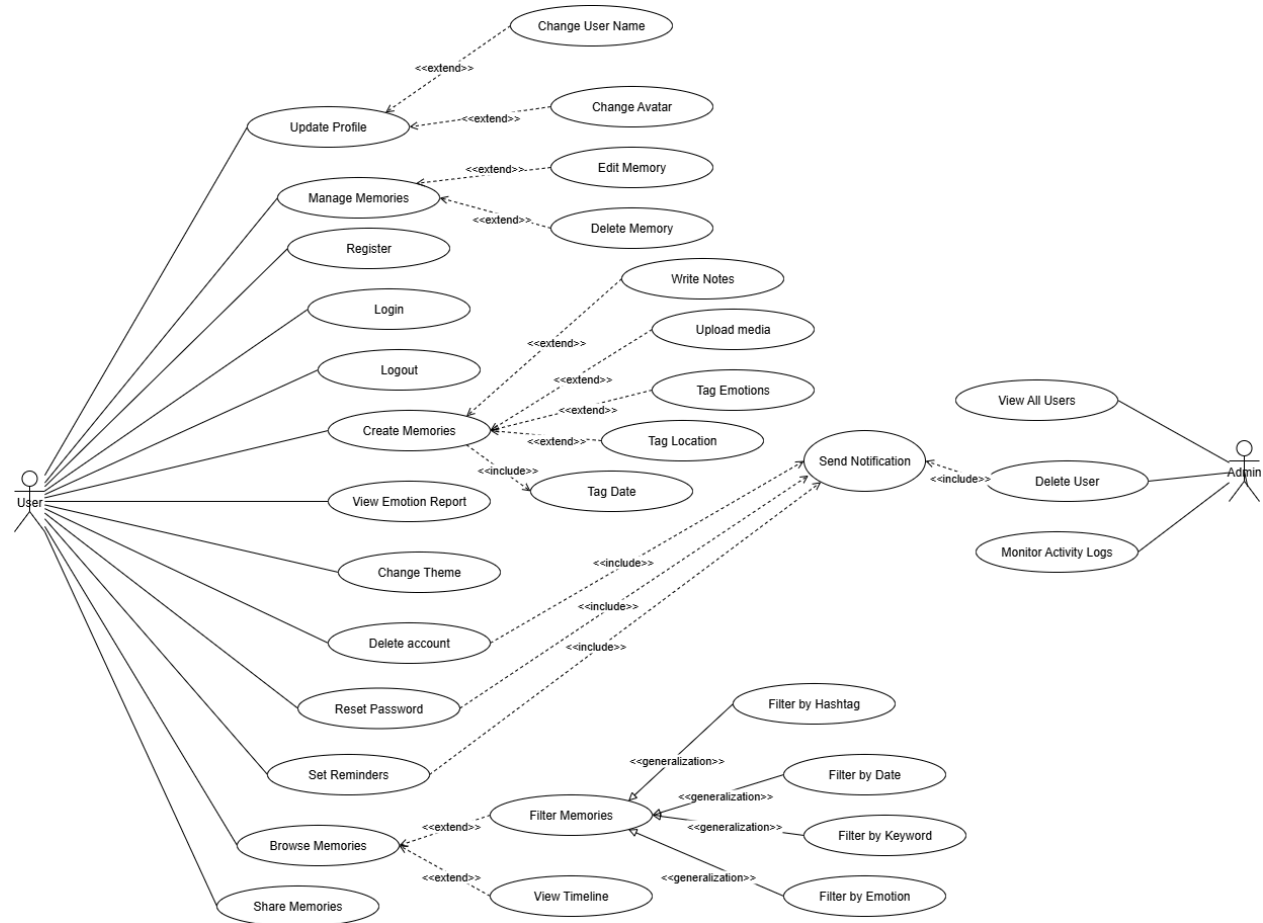 Change User Name
<<extend>>
Change Avatar
<<extend>>
Update Profile
Edit Memory
<<extend>>
Manage Memories
<<extend>>
Delete Memory
Register
Write Notes
Login
Upload media
<<extend>>
Logout
<<extend>>
Tag Emotions
<<extend>>
View All Users
Create Memories
<<extend>>
Tag Location
Send Notification
<<include>>
Tag Date
<<include>>
Delete User
Admin
User
View Emotion Report
Monitor Activity Logs
Change Theme
<<include>>
Delete account
<<include>>
<<include>>
Reset Password
Filter by Hashtag
Set Reminders
<<generalization>>
Filter by Date
<<generalization>>
Filter Memories
<<extend>>
<<generalization>>
Filter by Keyword
Browse Memories
<<extend>>
<<generalization>>
View Timeline
Filter by Emotion
Share Memories